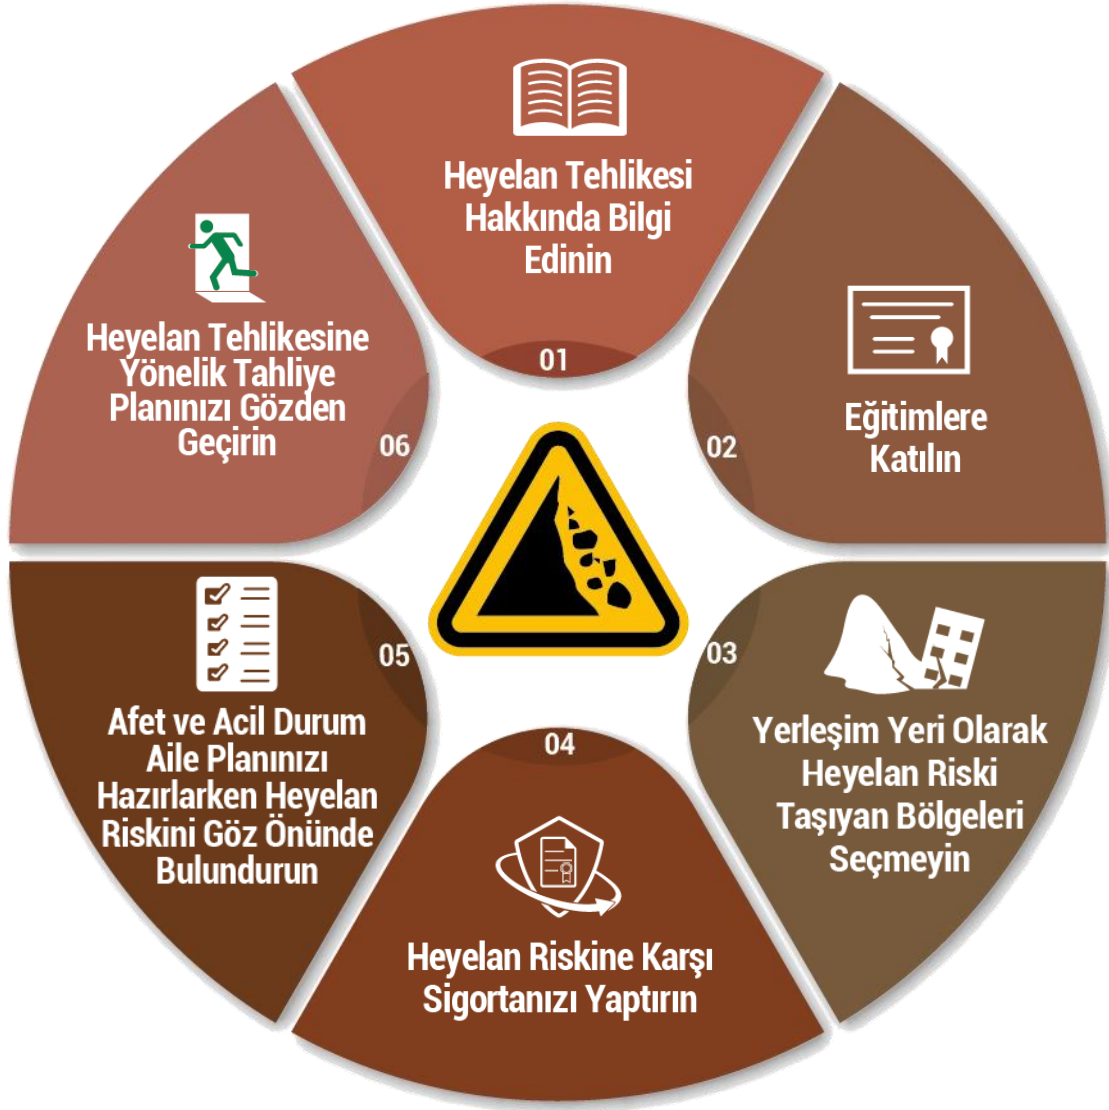 Heyelan Tehlikesi
Hakkında Bilgi
Edinin
01
Eğitimlere
Katılın
02
Yerleşim Yeri Olarak
Heyelan Riski
Taşıyan Bölgeleri
Seçmeyin
03
Heyelan Riskine Karşı
Sigortanızı Yaptırın
04
Afet ve Acil Durum
Aile Planınızı
Hazırlarken Heyelan
Riskini Göz Önünde
Bulundurun
05
Heyelan Tehlikesine
Yönelik Tahliye
Planınızı Gözden
Geçirin
06